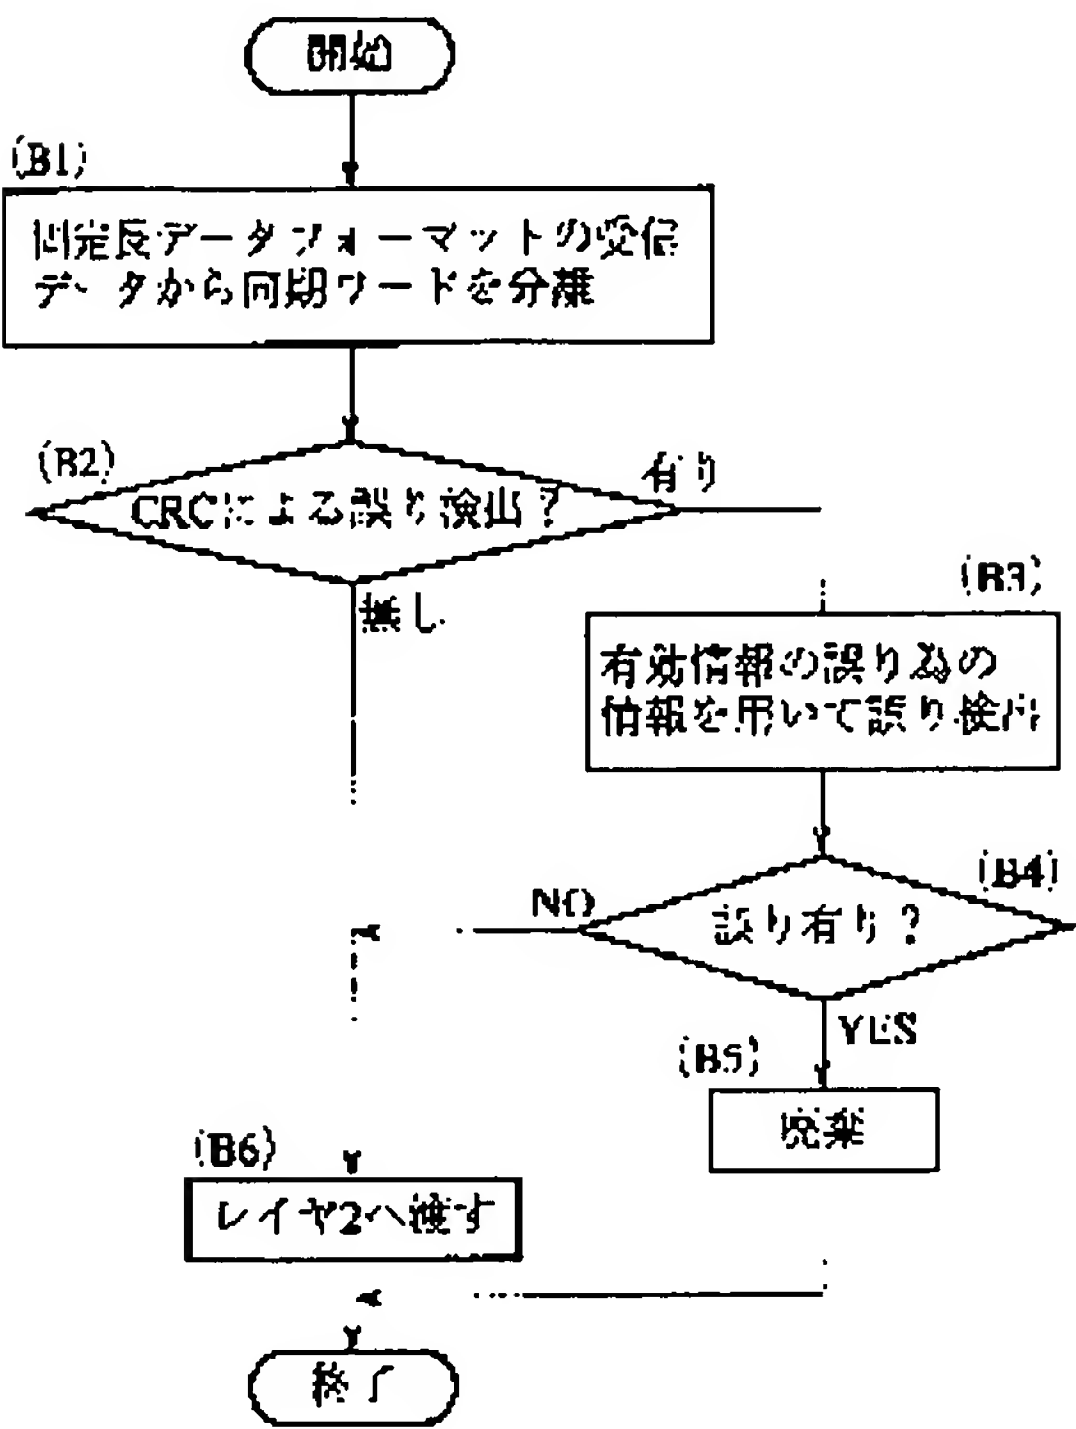 開始
(B1)
固定長データフォーマットの受信
データから同期ワードを分離
(B2)
CRCによる誤り検出？
有り
無し
(B3)
有効情報の誤り為の
情報を用いて誤り検出
(B4)
誤り有り？
NO
YES
(B5)
廃棄
(B6)
レイヤ2へ渡す
終了